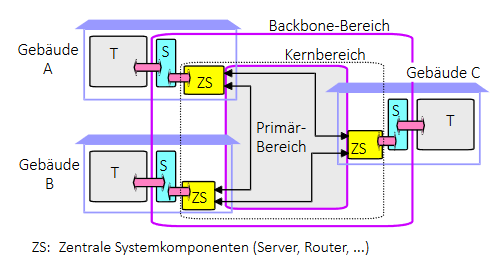 Backbone-Bereich
Gebäude
A
T
S
ZS
Kernbereich
Gebäude C
S
T
ZS
Primär-
Bereich
Gebäude
B
T
S
ZS
ZS: Zentrale Systemkomponenten (Server, Router, ...)